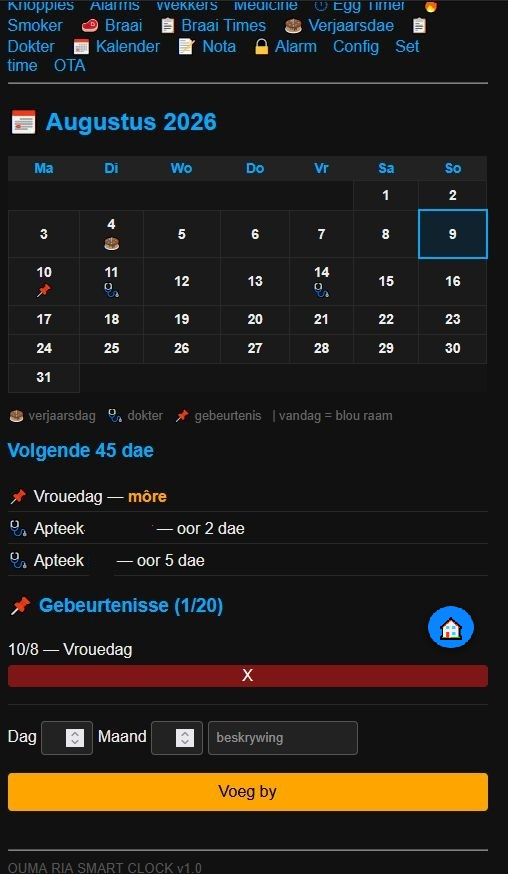 Knoppies Alarms Wekkers Medicine Egg Timer
Smoker Braai Braai Times Verjaarsdae
Dokter Kalender Nota Alarm Config Set
time OTA
Augustus 2026
Ma Di Wo Do Vr Sa So
1 2
3 4 5 6 7 8 9
10 11 12 13 14 15 16
17 18 19 20 21 22 23
24 25 26 27 28 29 30
31
verjaarsdag dokter gebeurtenis | vandag = blou raam
Volgende 45 dae
Vrouedag — môre
Apteek — oor 2 dae
Apteek — oor 5 dae
Gebeurtenisse (1/20)
10/8 — Vrouedag
X
Dag Maand beskrywing
Voeg by
OUMA RIA SMART CLOCK v1.0